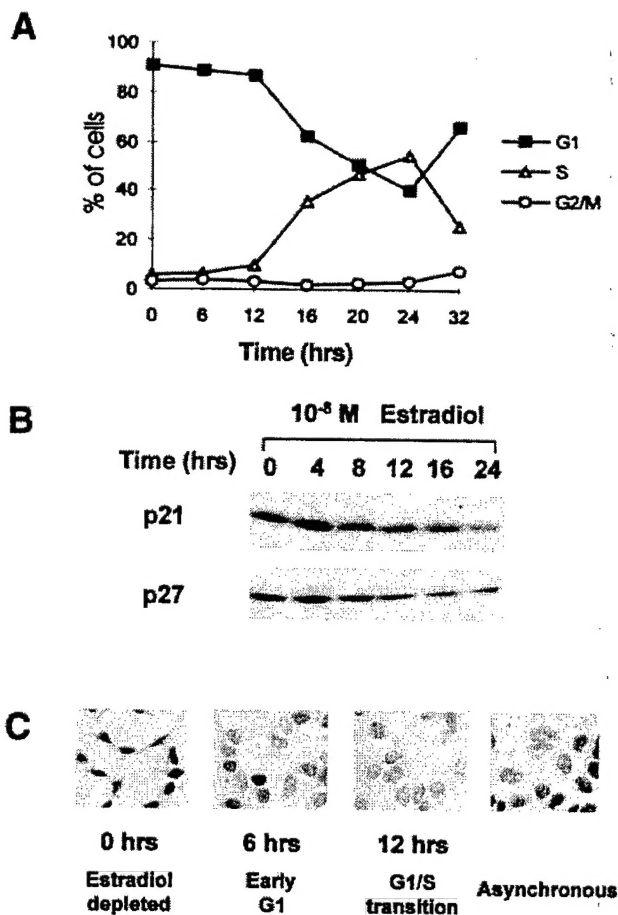 A
100
80
60
40
20
0
% of cells
0 6 12 16 20 24 32
Time (hrs)
G1
S
G2/M
B
10⁻⁸ M Estradiol
Time (hrs) 0 4 8 12 16 24
p21
p27
C
0 hrs 6 hrs 12 hrs
Estradiol depleted
Early G1
G1/S transition
Asynchronous